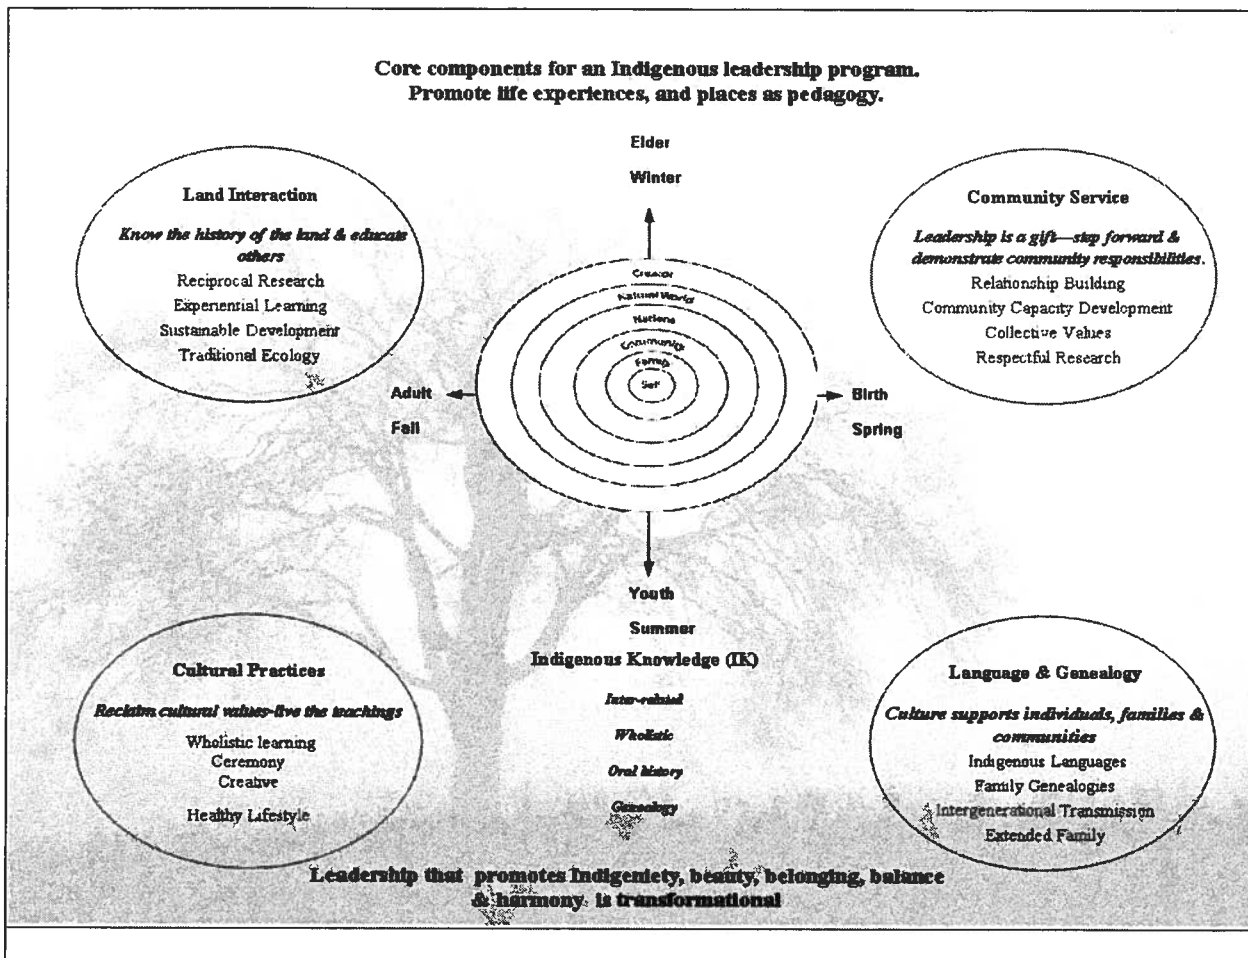 Core components for an Indigenous leadership program.
Promote life experiences, and places as pedagogy.
Elder
Winter
Land Interaction
Know the history of the land & educate
others
Reciprocal Research
Experiential Learning
Sustainable Development
Traditional Ecology
Community Service
Leadership is a gift—step forward &
demonstrate community responsibilities.
Relationship Building
Community Capacity Development
Collective Values
Respectful Research
Creator
Natural World
Nations
Community
Family
Self
Adult
Fall
Birth
Spring
Youth
Summer
Indigenous Knowledge (IK)
Inter-related
Wholistic
Oral history
Genealogy
Cultural Practices
Reclaim cultural values-live the teachings
Wholistic learning
Ceremony
Creative
Healthy Lifestyle
Language & Genealogy
Culture supports individuals, families &
communities
Indigenous Languages
Family Genealogies
Intergenerational Transmission
Extended Family
Leadership that promotes Indigeniety, beauty, belonging, balance
& harmony is transformational